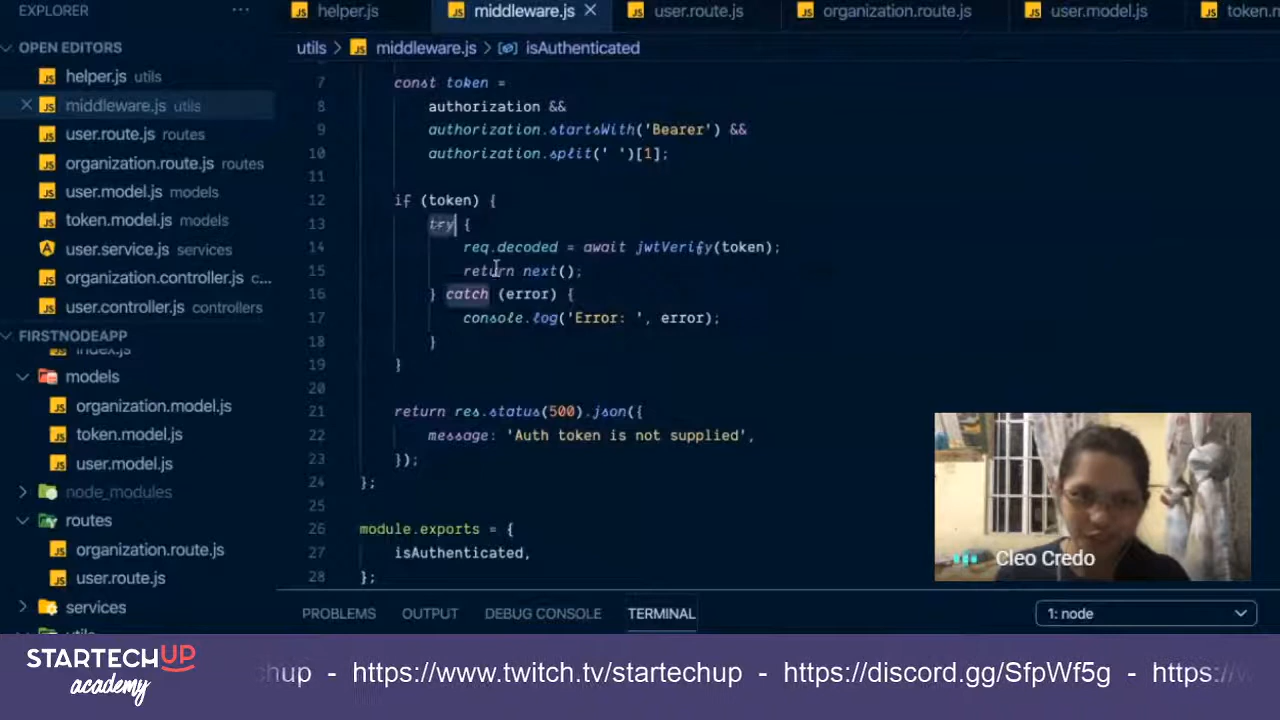 EXPLORER
...
helper.js
middleware.js
user.route.js
organization.route.js
user.model.js
OPEN EDITORS
utils
middleware.js
isAuthenticated
helper.js utils
middleware.js utils
user.route.js routes
organization.route.js routes
user.model.js models
token.model.js models
user.service.js services
organization.controller.js c...
user.controller.js controllers
FIRSTNODEAPP
index.js
models
organization.model.js
token.model.js
user.model.js
node_modules
routes
organization.route.js
user.route.js
services
7 const token =
8 authorization &&
9 authorization.startsWith('Bearer') &&
10 authorization.split(' ')[1];
11
12 if (token) {
13 try {
14 req.decoded = await jwtVerify(token);
15 return next();
16 } catch (error) {
17 console.log('Error: ', error);
18 }
19 }
20
21 return res.status(500).json({
22 message: 'Auth token is not supplied',
23 });
24 };
25
26 module.exports = {
27 isAuthenticated,
28 };
Cleo Credo
PROBLEMS
OUTPUT
DEBUG CONSOLE
TERMINAL
1: node
STARTECHUP
academy
chup - https://www.twitch.tv/startechup - https://discord.gg/SfpWf5g - https: